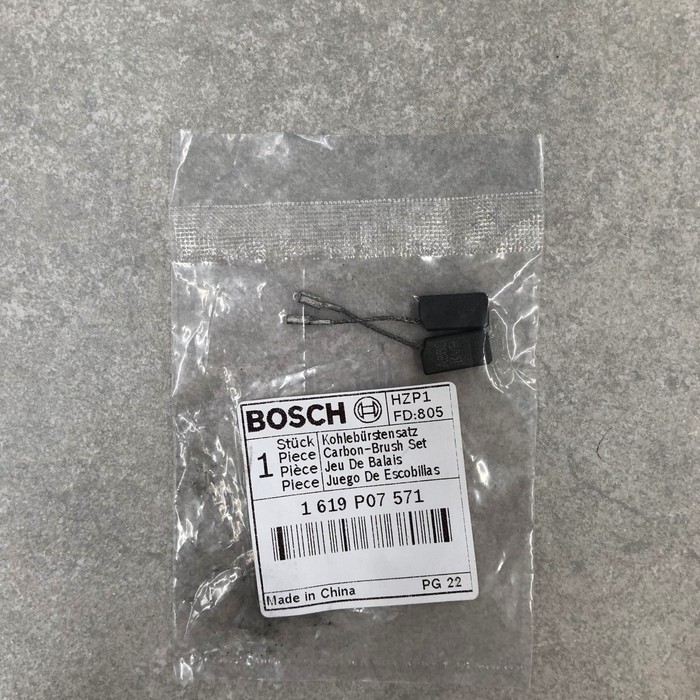 BOSCH
HZP1
FD:805
1
Stück Kohlebürstensatz
Piece Carbon-Brush Set
Pièce Jeu De Balais
Piece Juego De Escobillas
1 619 P07 571
Made in China PG 22